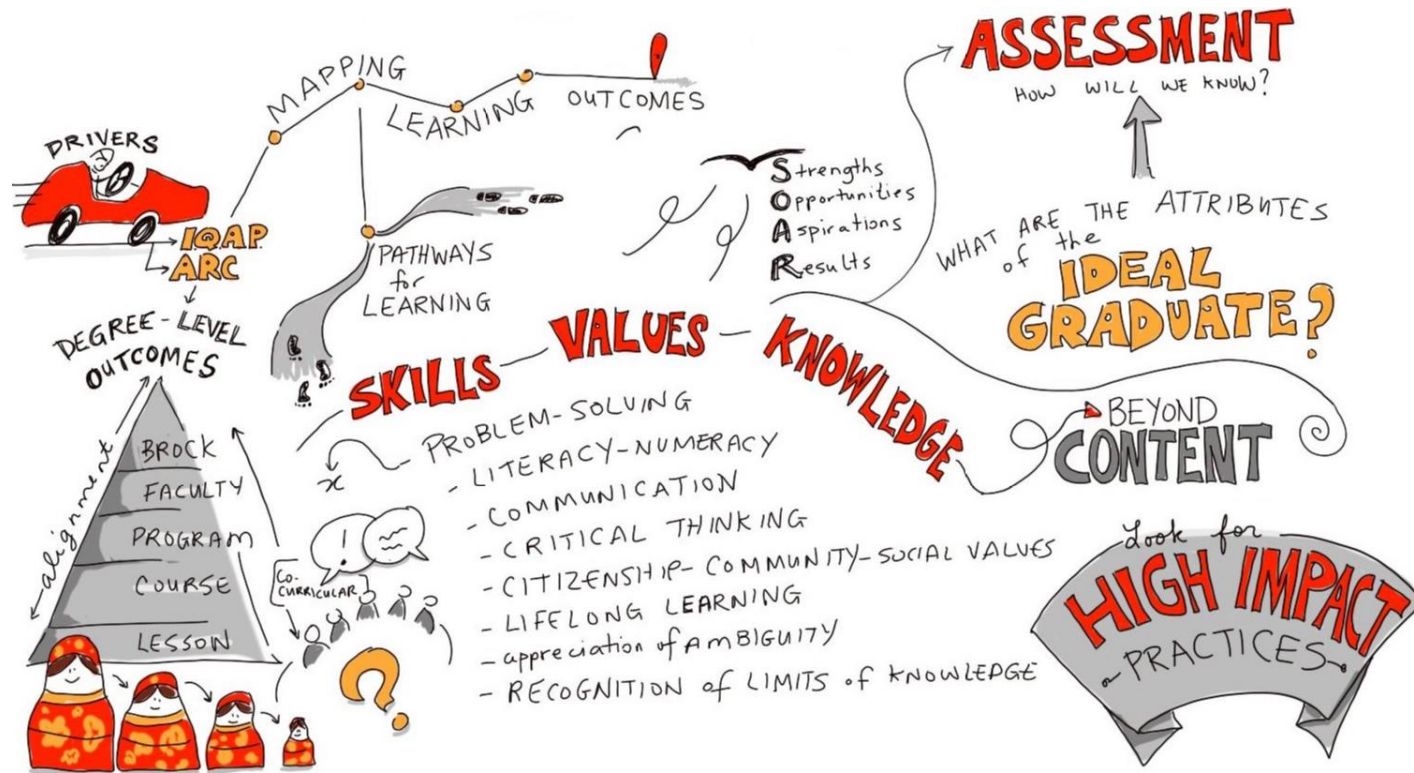 DRIVERS
IQAP
ARC
MAPPING
LEARNING
OUTCOMES
PATHWAYS
for
LEARNING
DEGREE-LEVEL
OUTCOMES
alignment
BROCK
FACULTY
PROGRAM
COURSE
LESSON
CO-
CURRICULAR
!
?
Strengths
Opportunities
Aspirations
Results
SKILLS - VALUES - KNOWLEDGE
x
PROBLEM-SOLVING
- LITERACY-NUMERACY
- COMMUNICATION
- CRITICAL THINKING
- CITIZENSHIP- COMMUNITY-SOCIAL VALUES
- LIFELONG LEARNING
- appreciation of AMBIGUITY
- RECOGNITION of LIMITS of KNOWLEDGE
ASSESSMENT
HOW WILL WE KNOW?
WHAT ARE THE ATTRIBUTES
of the
IDEAL
GRADUATE?
BEYOND
CONTENT
Look for
HIGH IMPACT
PRACTICES